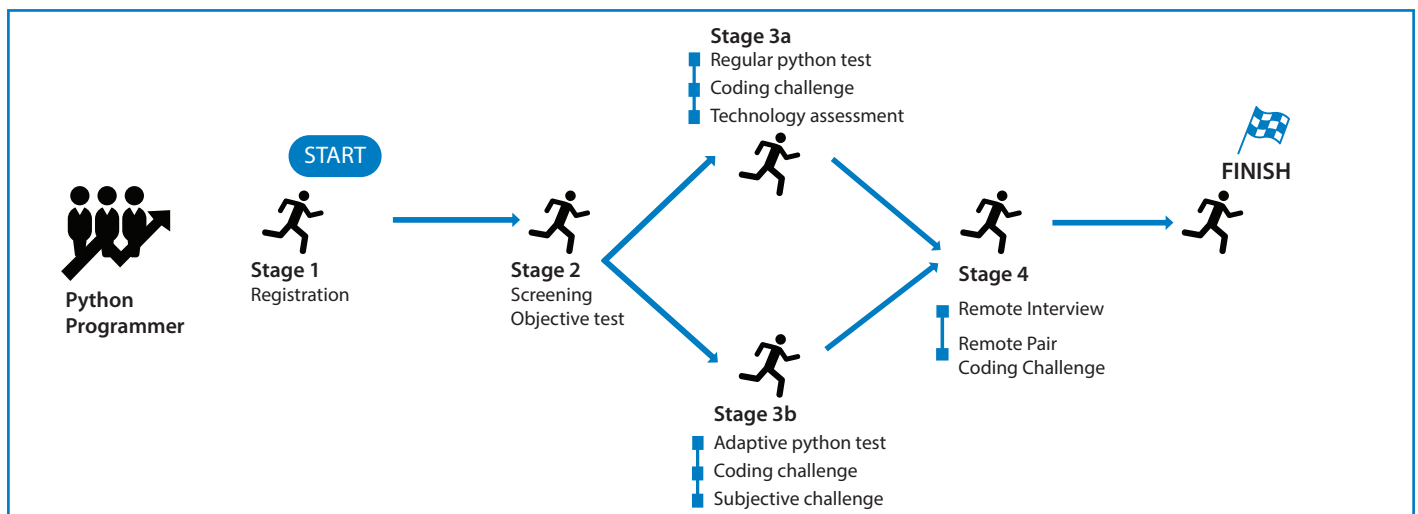 Python
Programmer
START
Stage 1
Registration
Stage 2
Screening
Objective test
Stage 3a
Regular python test
Coding challenge
Technology assessment
Stage 3b
Adaptive python test
Coding challenge
Subjective challenge
Stage 4
Remote Interview
Remote Pair
Coding Challenge
FINISH